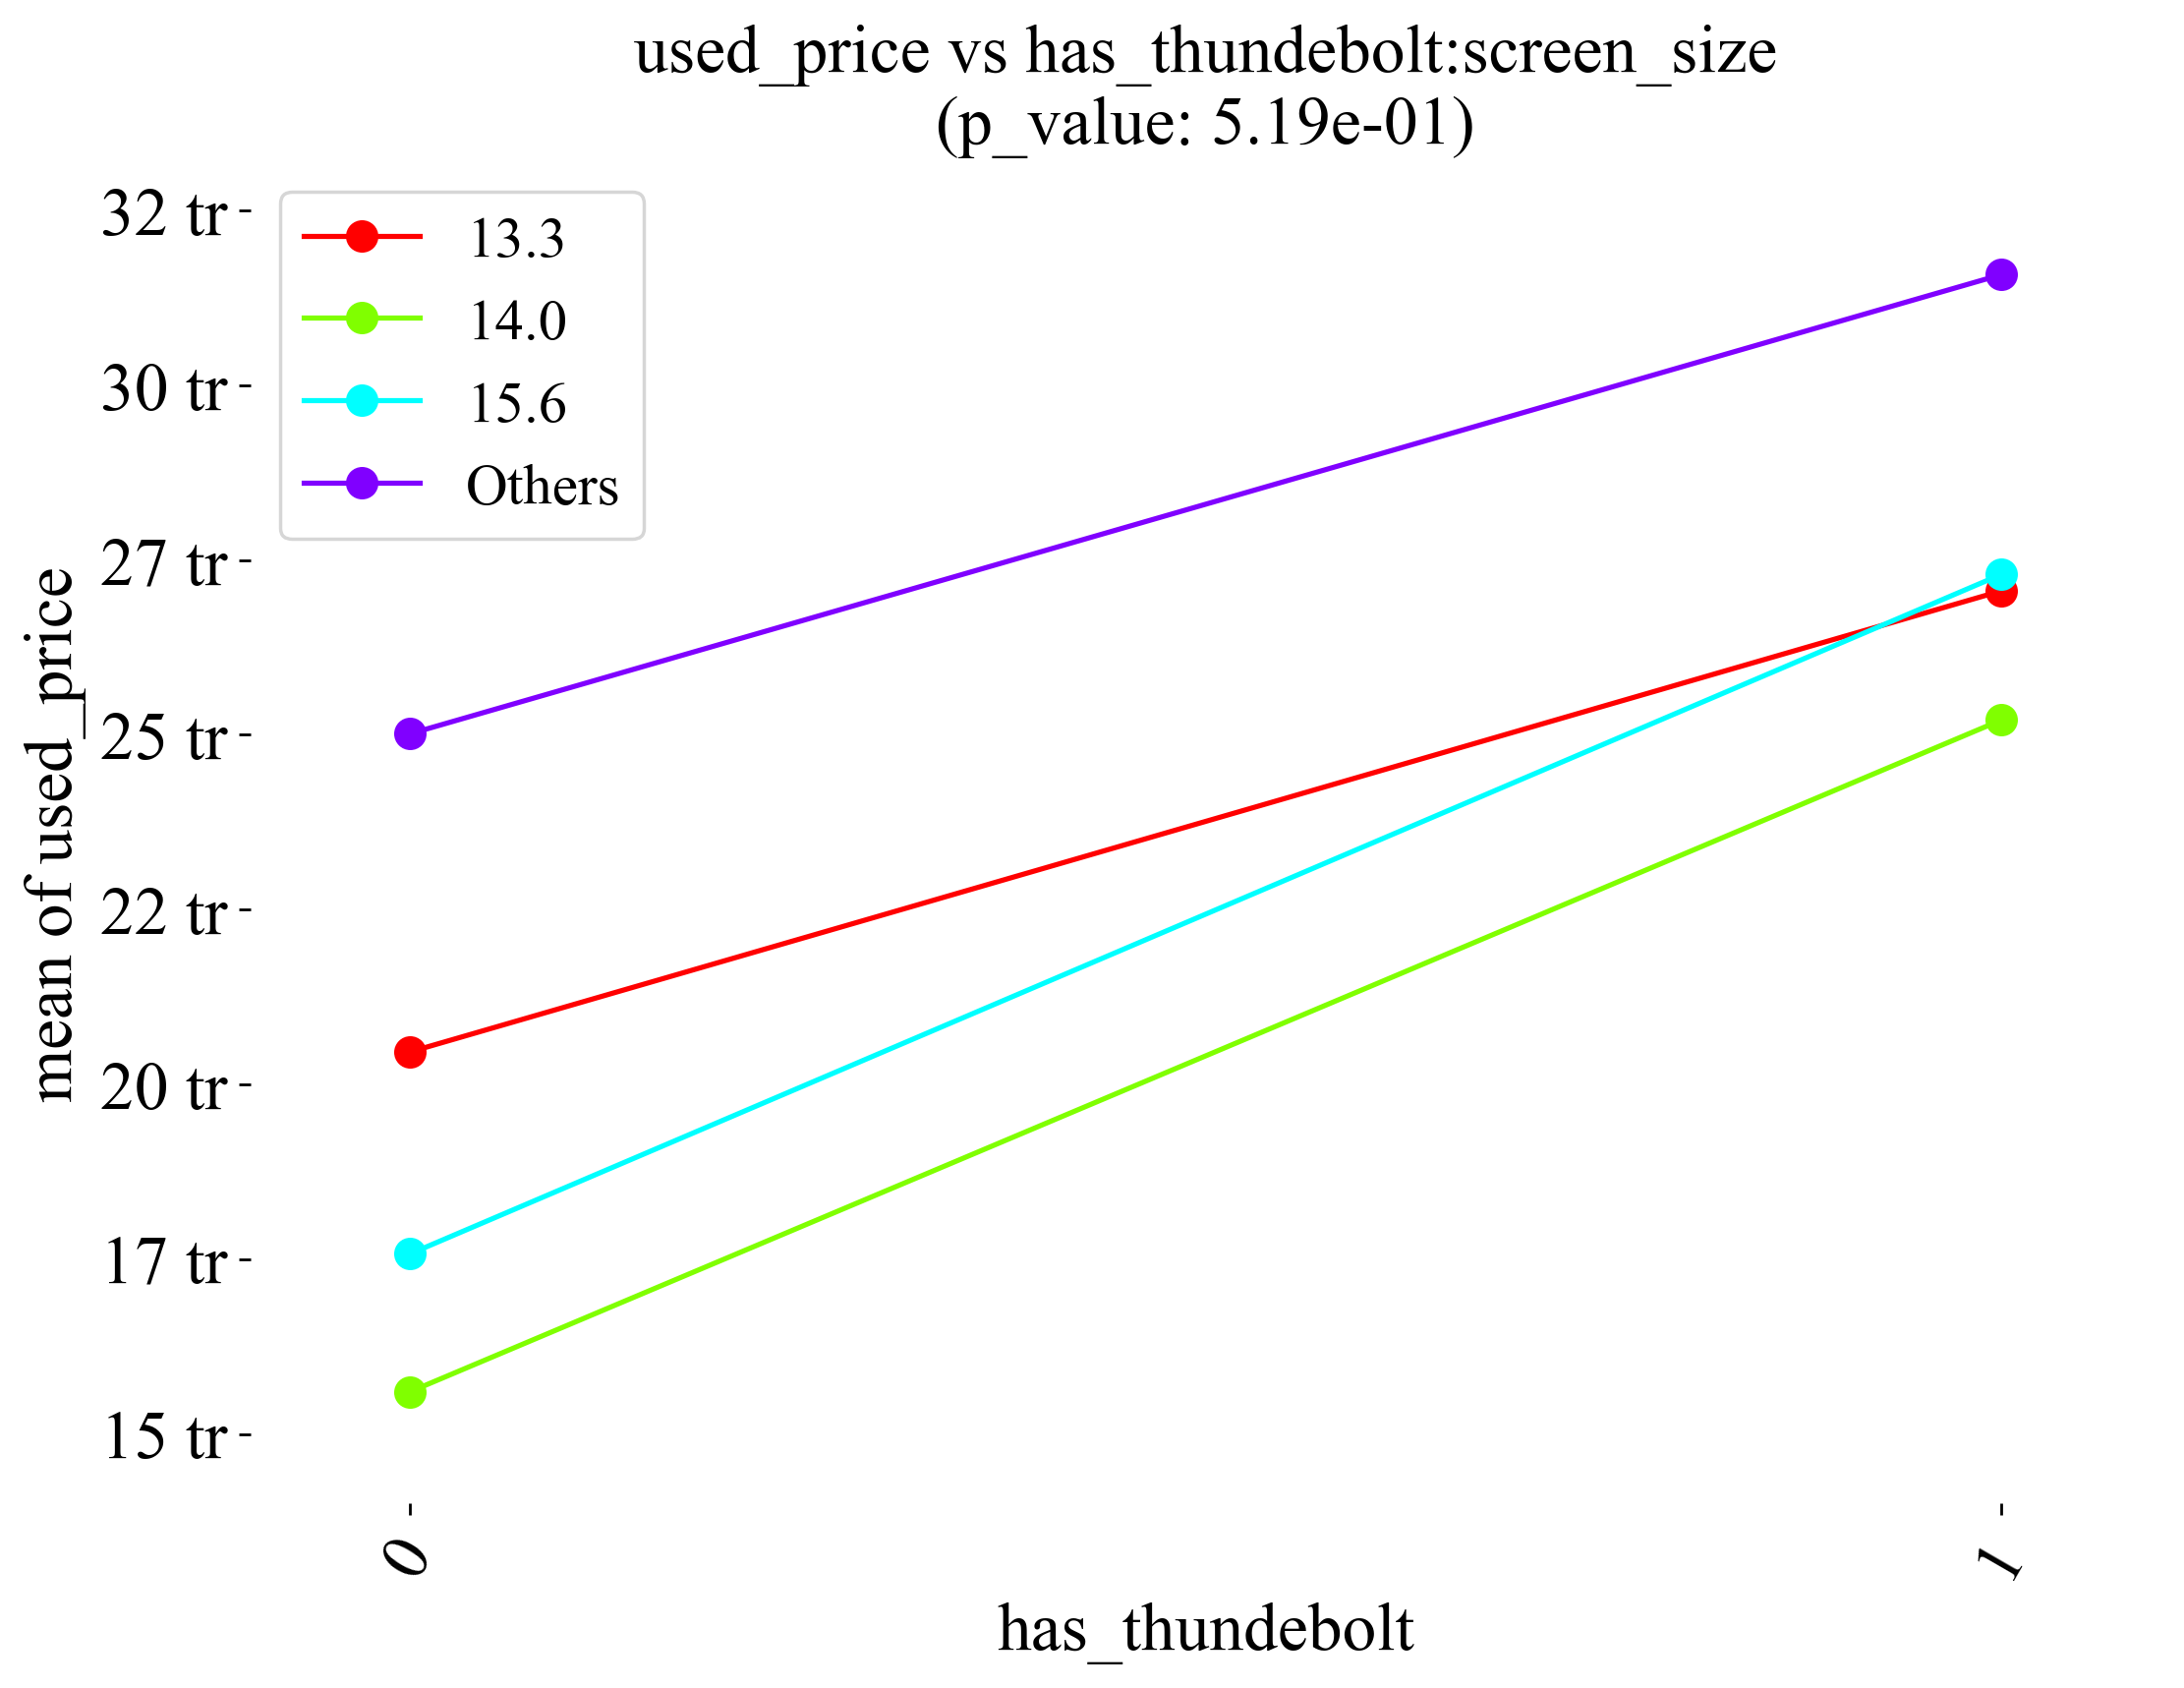 used_price vs has_thundebolt:screen_size
(p_value: 5.19e-01)
32 tr
30 tr
27 tr
25 tr
22 tr
20 tr
17 tr
15 tr
mean of used_price
13.3
14.0
15.6
Others
0
1
has_thundebolt